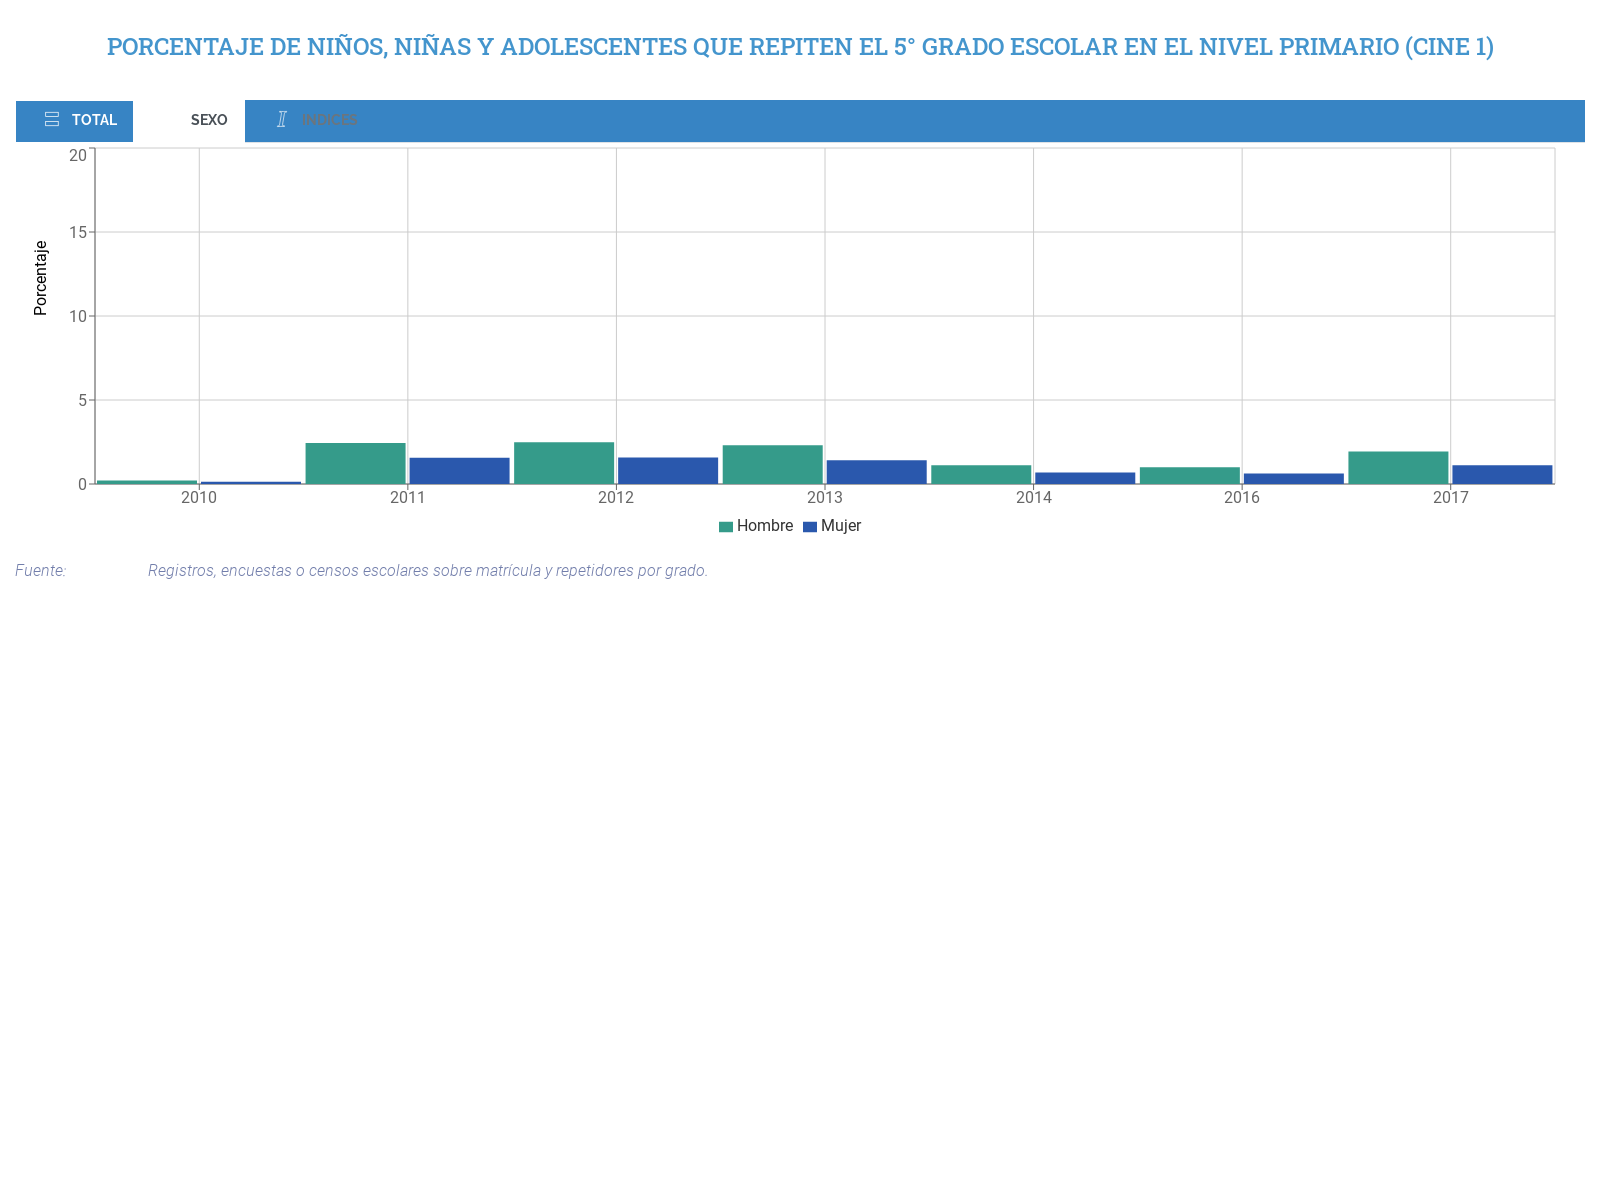 PORCENTAJE DE NIÑOS, NIÑAS Y ADOLESCENTES QUE REPITEN EL 5° GRADO ESCOLAR EN EL NIVEL PRIMARIO (CINE 1)
TOTAL SEXO INDICES
20
15
10
5
0
Porcentaje
2010 2011 2012 2013 2014 2016 2017
Hombre Mujer
Fuente: Registros, encuestas o censos escolares sobre matrícula y repetidores por grado.